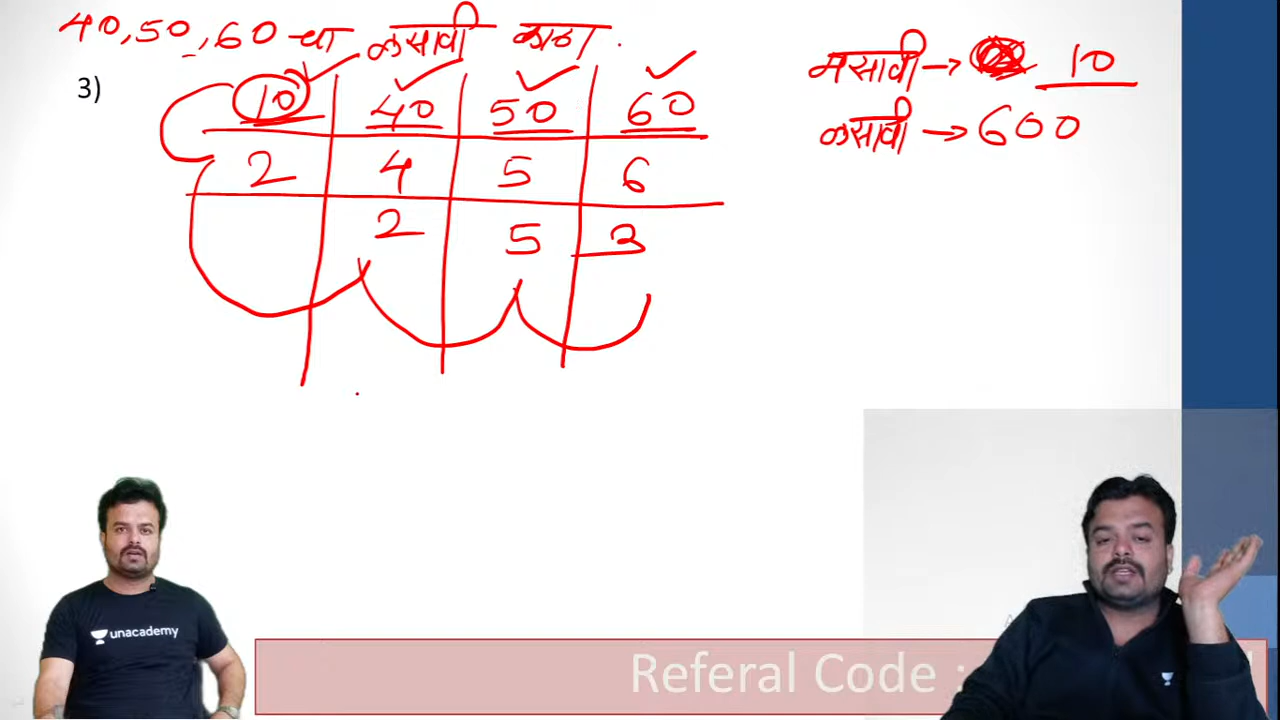 40, 50, 60 चा लसावी काढा.
3)
10 40 50 60
2 4 5 6
2 5 3
मसावी → 10
लसावी → 600
unacademy
Referal Code :